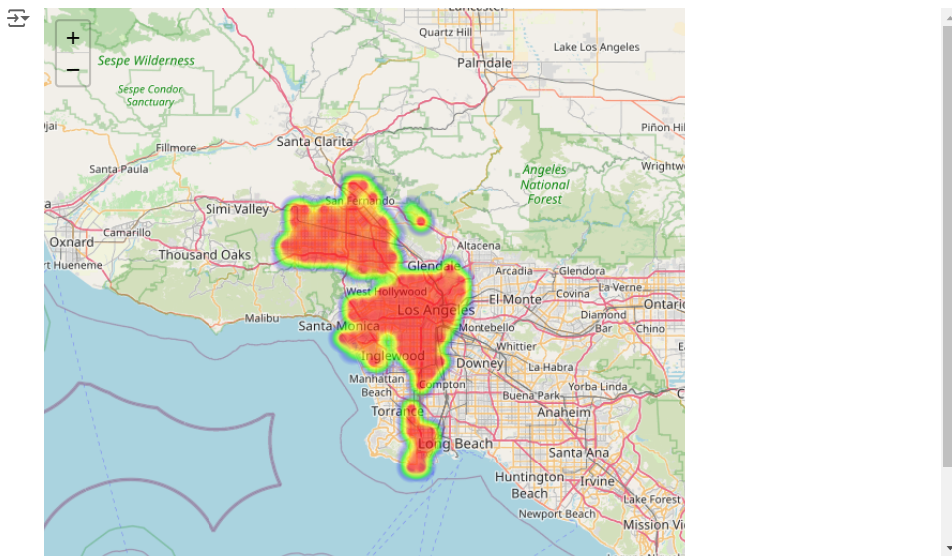 +
−
Lancaster
Quartz Hill
Lake Los Angeles
Palmdale
Sespe Wilderness
Sespe Condor
Sanctuary
Ojai
Fillmore
Santa Clarita
Piñon Hil
Santa Paula
Angeles
National
Forest
Wrightw
San Fernando
Simi Valley
Camarillo
Oxnard
Thousand Oaks
Altadena
rt Hueneme
Glendale
Arcadia
Glendora
West Hollywood
La Verne
El Monte
Covina
Ontario
Malibu
Los Angeles
Diamond
Bar
Chino
Santa Monica
Montebello
Whittier
Inglewood
Downey
La Habra
Manhattan
Beach
Compton
Yorba Linda
Buena Park
Torrance
Anaheim
Long Beach
Santa Ana
Huntington
Beach
Irvine
Lake Forest
Newport Beach
Mission Vi